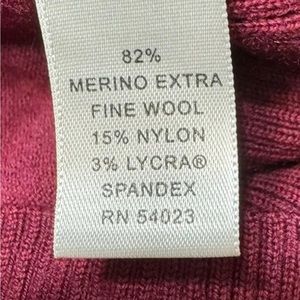 82%
MERINO EXTRA
FINE WOOL
15% NYLON
3% LYCRA®
SPANDEX
RN 54023